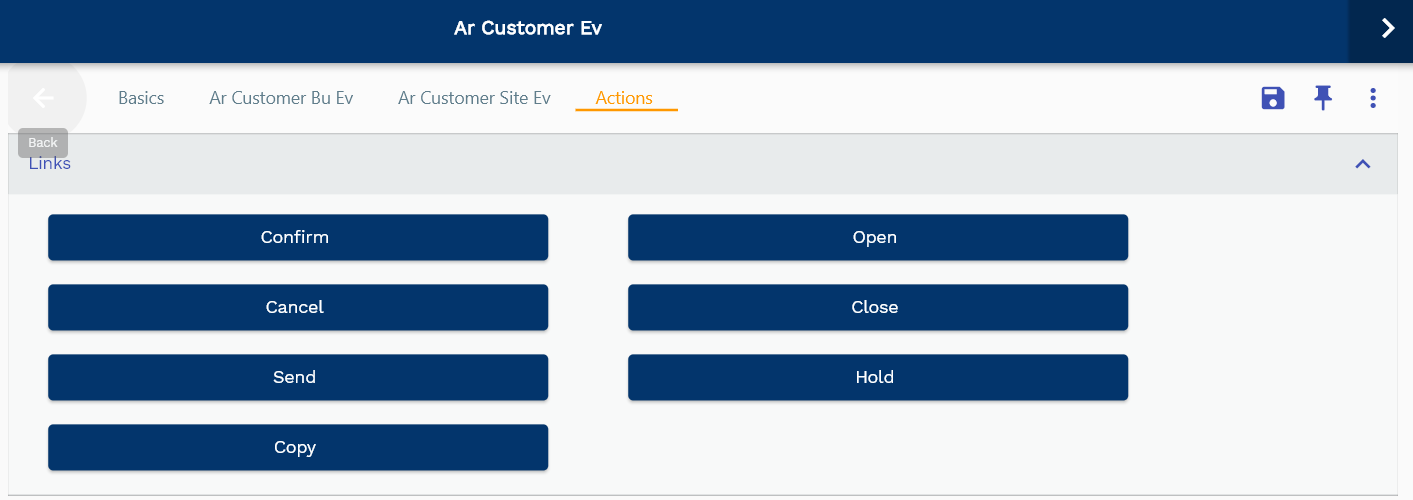 Ar Customer Ev
Basics Ar Customer Bu Ev Ar Customer Site Ev Actions
Back
Links
Confirm Open
Cancel Close
Send Hold
Copy